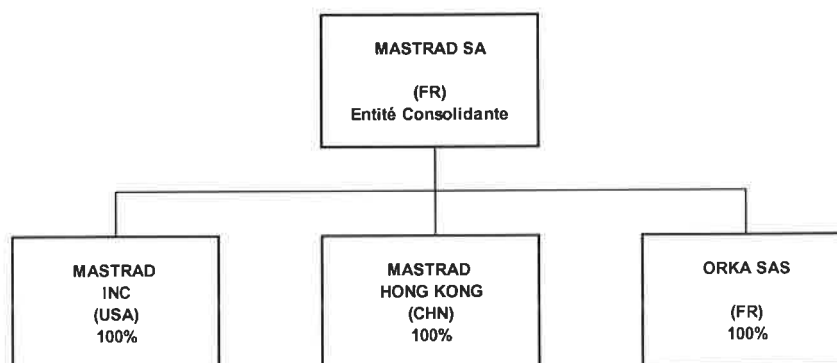 MASTRAD SA
(FR)
Entité Consolidante
MASTRAD
INC
(USA)
100%
MASTRAD
HONG KONG
(CHN)
100%
ORKA SAS
(FR)
100%